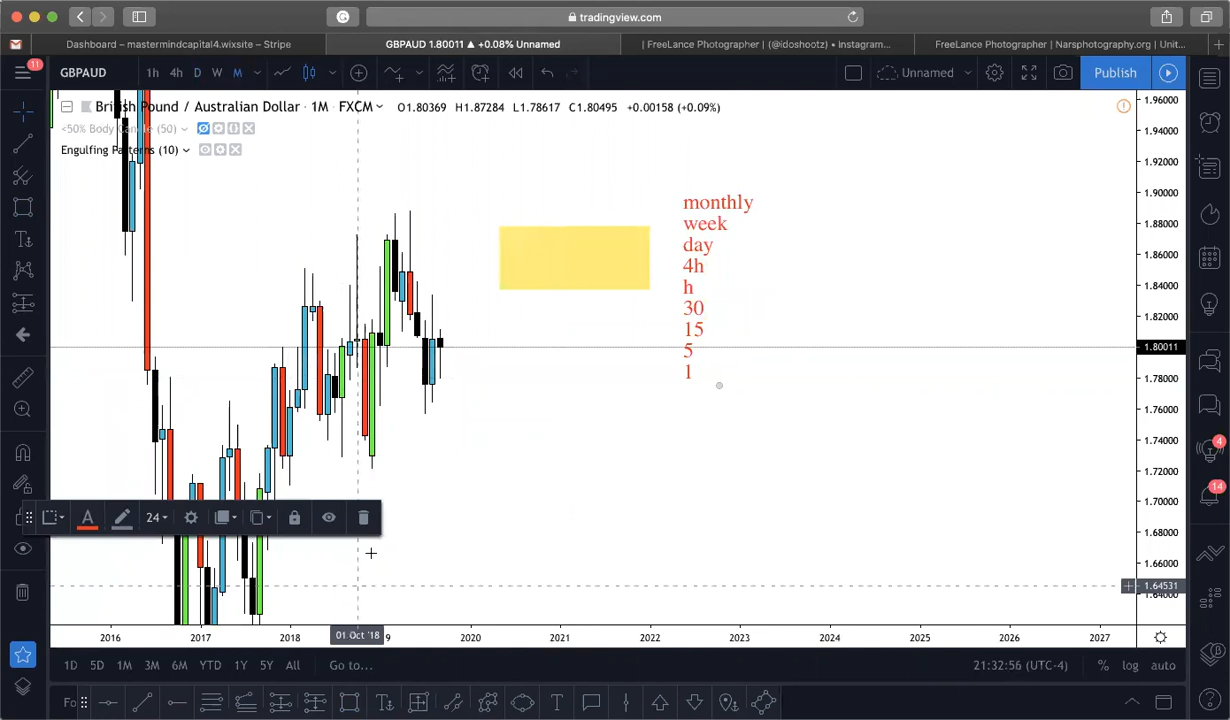 tradingview.com
Dashboard – mastermindcapital4.wixsite – Stripe
GBPAUD 1.80011 ▲ +0.08% Unnamed
| FreeLance Photographer | (@idoshootz) • Instagram...
FreeLance Photographer | Narsphotography.org | Unit...
11
GBPAUD
1h 4h D W M
Unnamed
Publish
British Pound / Australian Dollar · 1M · FXCM
O1.80369 H1.87284 L1.78617 C1.80495 +0.00158 (+0.09%)
<50% Body Candle (50)
Engulfing Patterns (10)
monthly
week
day
4h
h
30
15
5
1
1.96000
1.94000
1.92000
1.90000
1.88000
1.86000
1.84000
1.82000
1.80011
1.78000
1.76000
1.74000
1.72000
1.70000
1.68000
1.66000
1.64531
1.64000
4
14
A 24
2016 2017 2018 01 Oct '18 9 2020 2021 2022 2023 2024 2025 2026 2027
1D 5D 1M 3M 6M YTD 1Y 5Y All Go to...
21:32:56 (UTC-4) % log auto
Fo